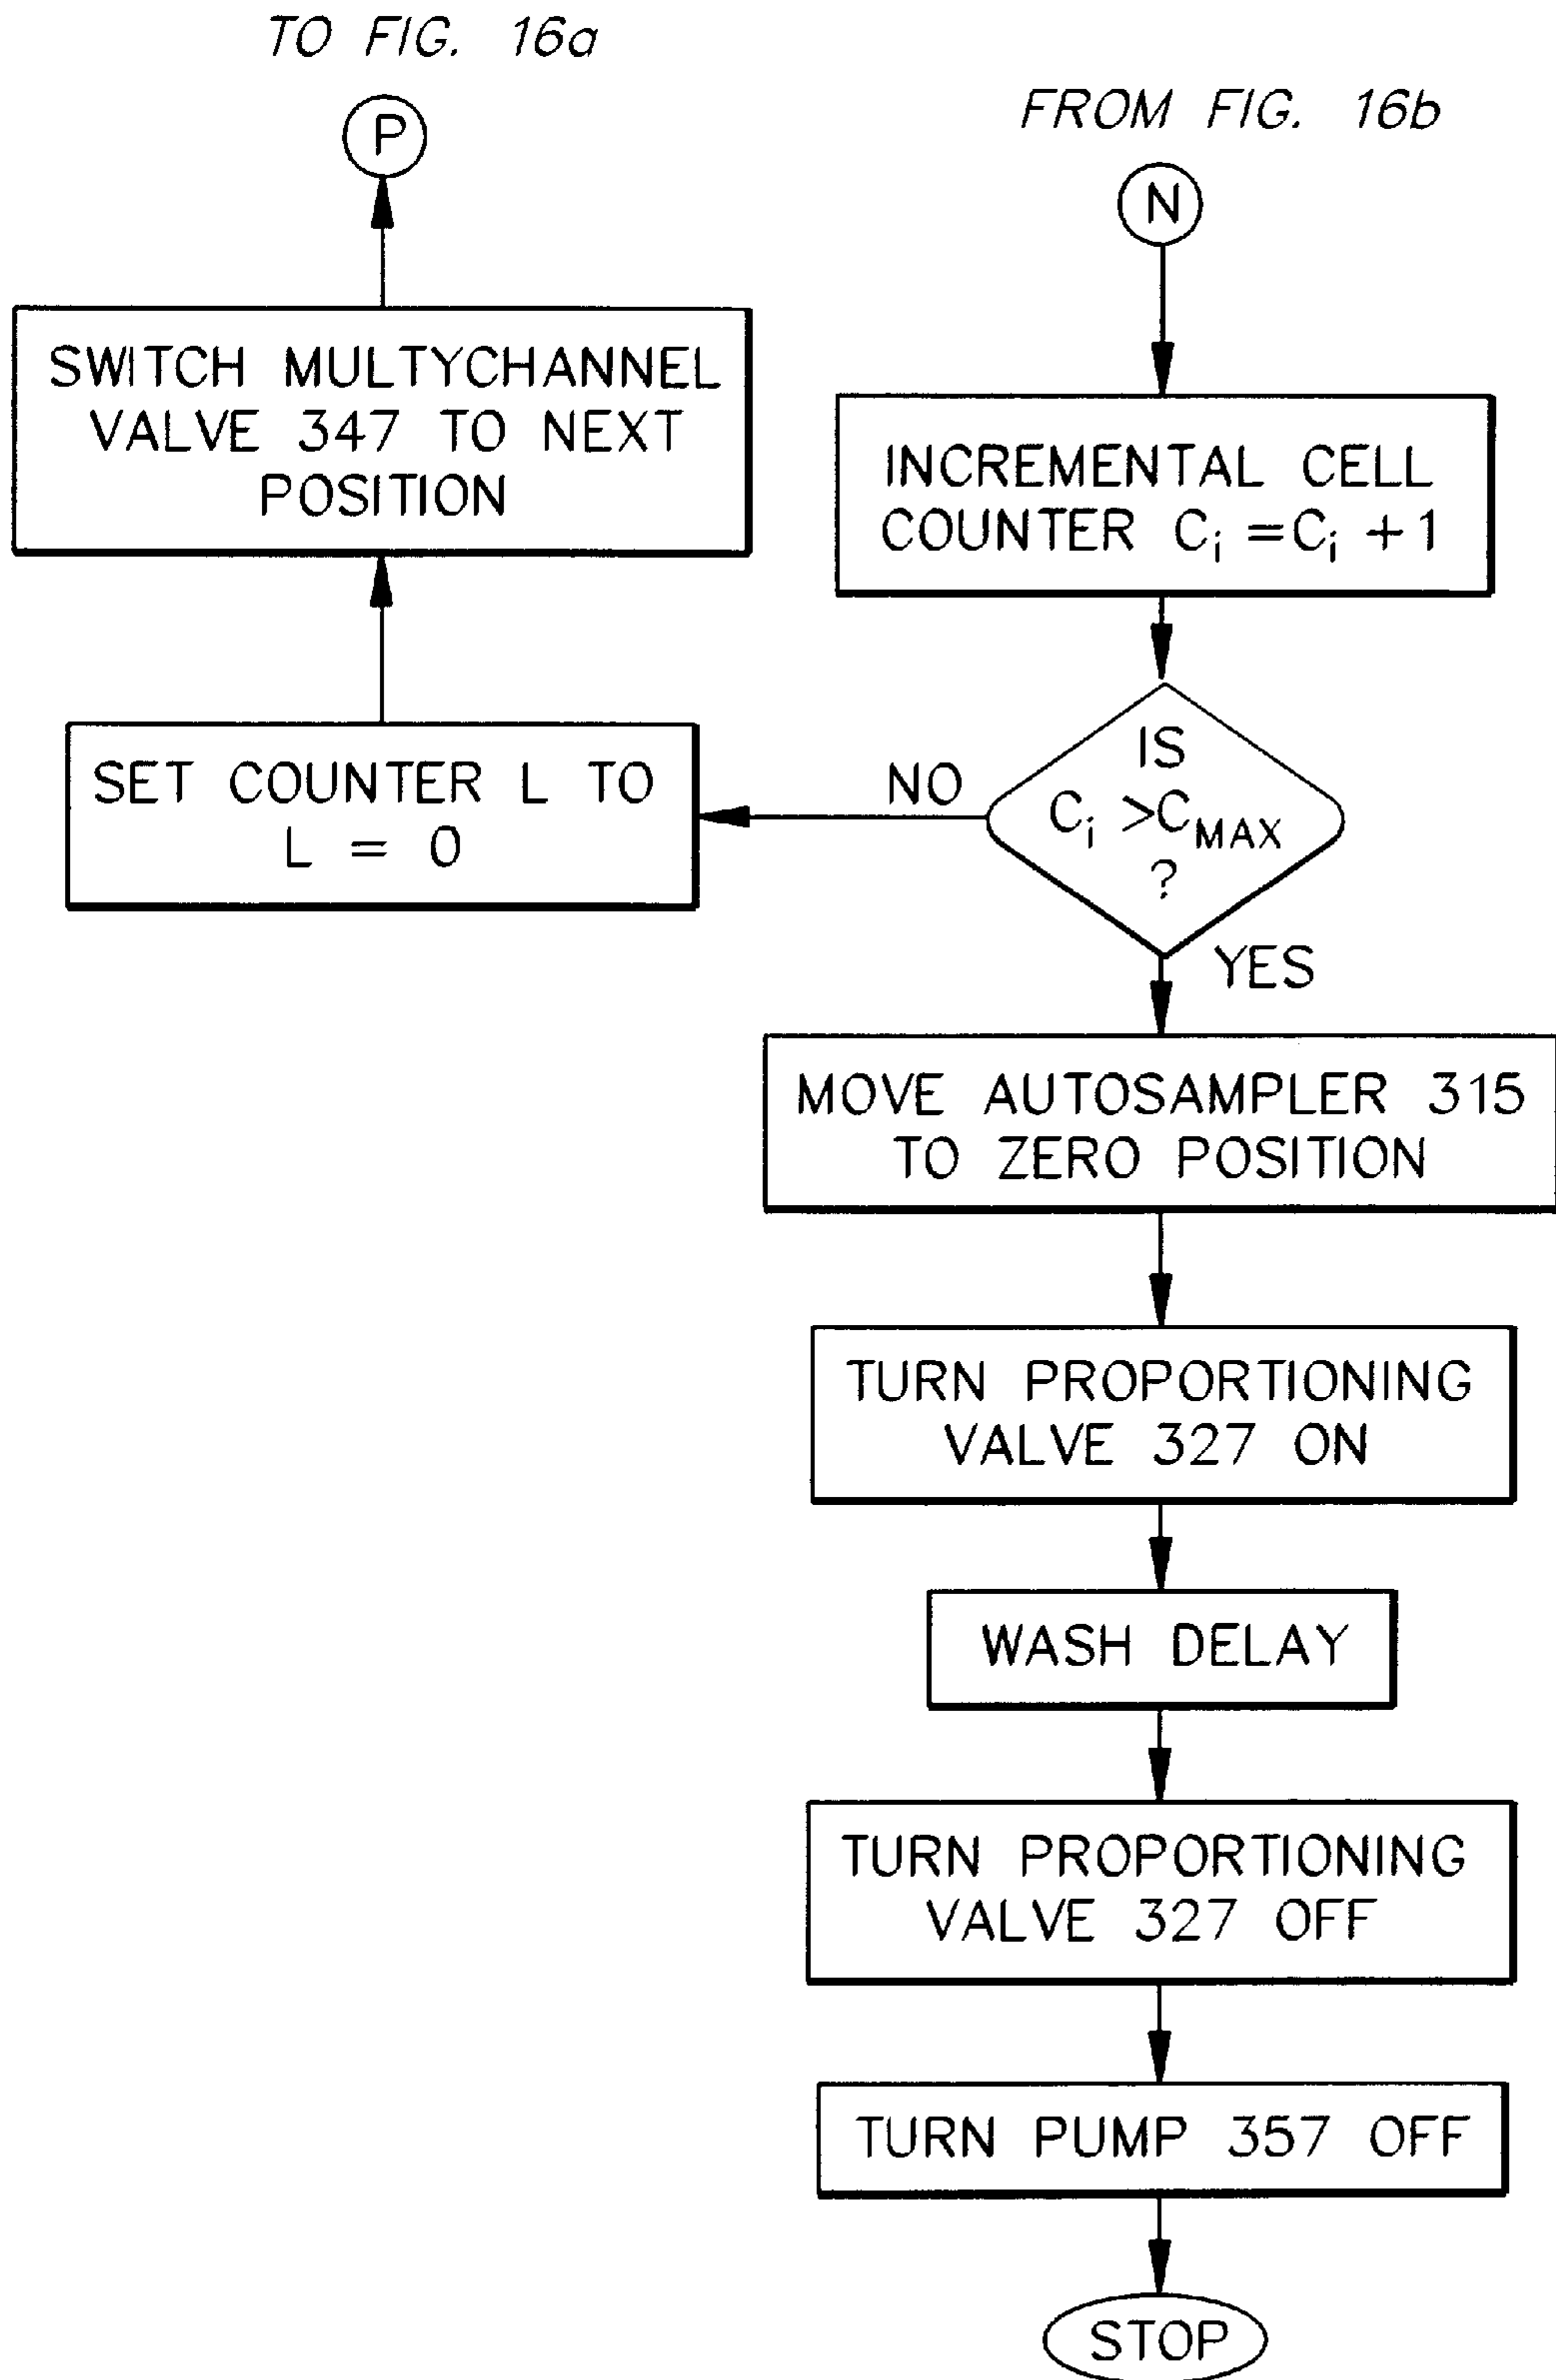 TO FIG. 16a
P
SWITCH MULTYCHANNEL
VALVE 347 TO NEXT
POSITION
SET COUNTER L TO
L = 0
FROM FIG. 16b
N
INCREMENTAL CELL
COUNTER Ci =Ci +1
IS
Ci >CMAX
?
NO
YES
MOVE AUTOSAMPLER 315
TO ZERO POSITION
TURN PROPORTIONING
VALVE 327 ON
WASH DELAY
TURN PROPORTIONING
VALVE 327 OFF
TURN PUMP 357 OFF
STOP